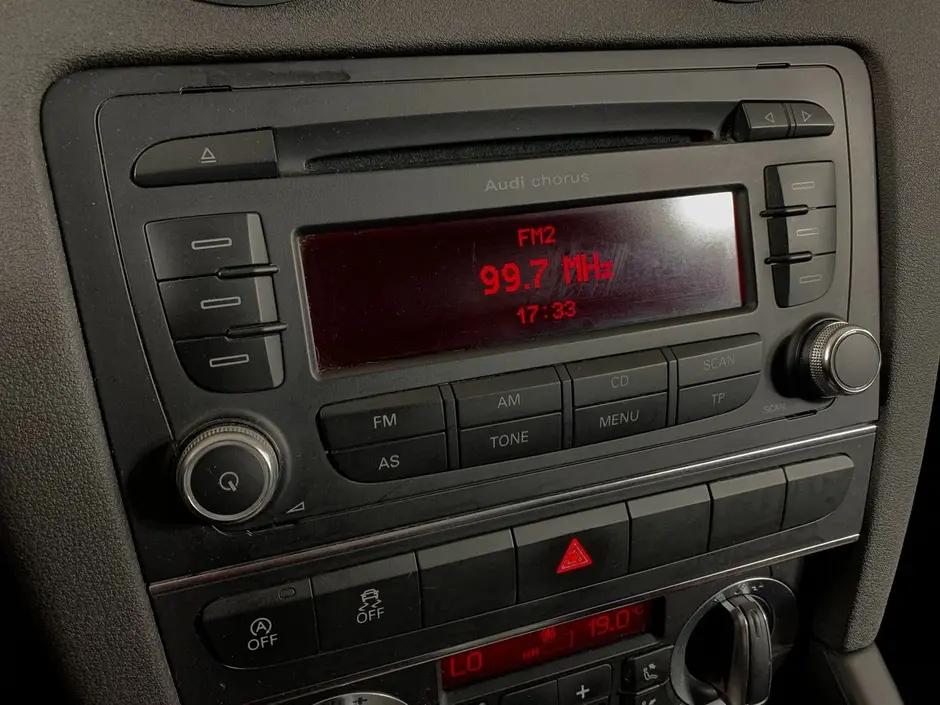 Audi chorus
FM2
99.7 MHz
17:33
FM
AM
CD
SCAN
AS
TONE
MENU
TP
SCAN
OFF
OFF
LO
19.0°C